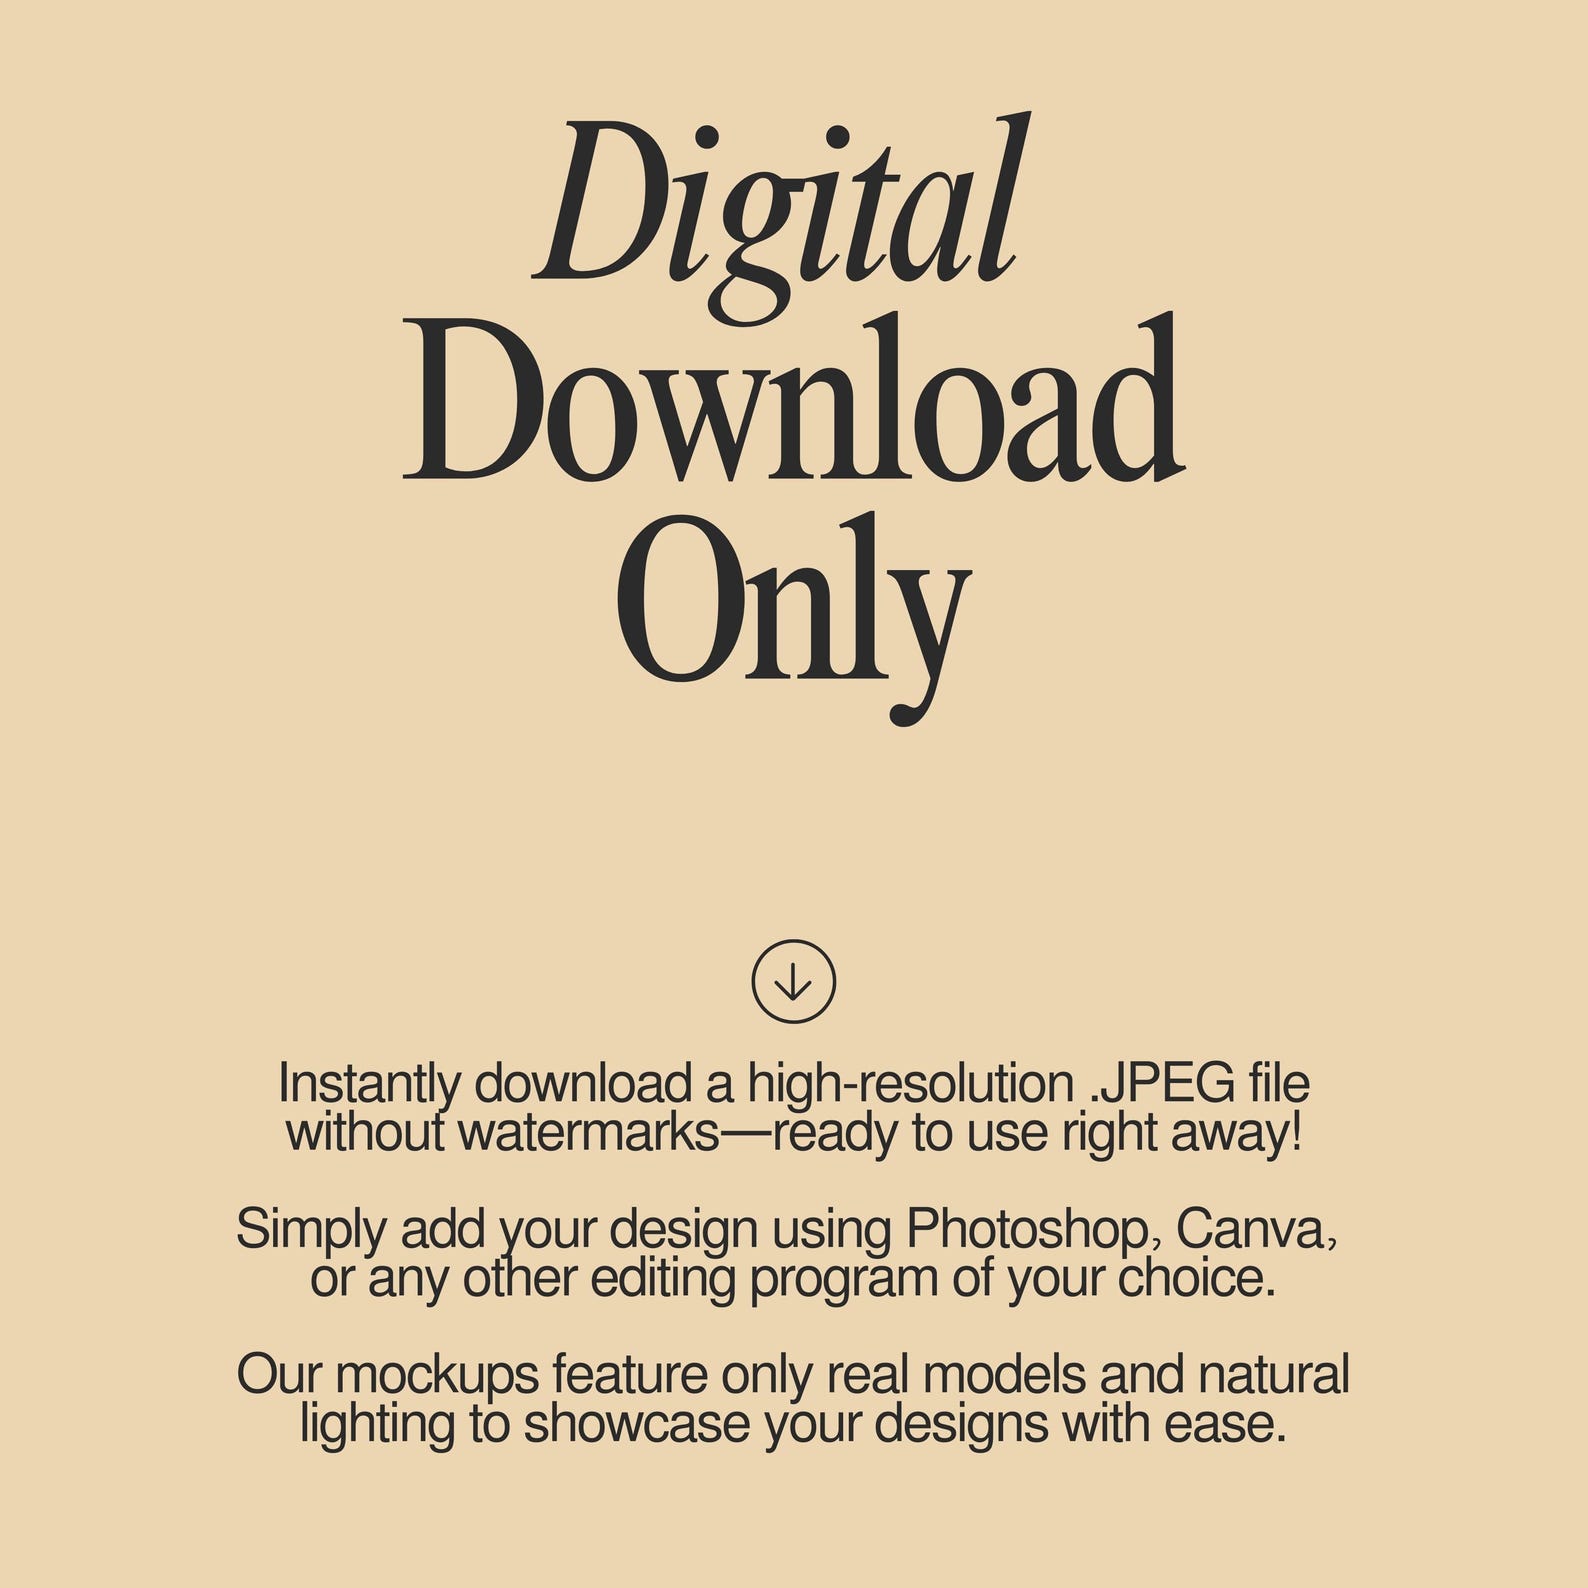 Digital
Download
Only
Instantly download a high-resolution .JPEG file
without watermarks—ready to use right away!
Simply add your design using Photoshop, Canva,
or any other editing program of your choice.
Our mockups feature only real models and natural
lighting to showcase your designs with ease.